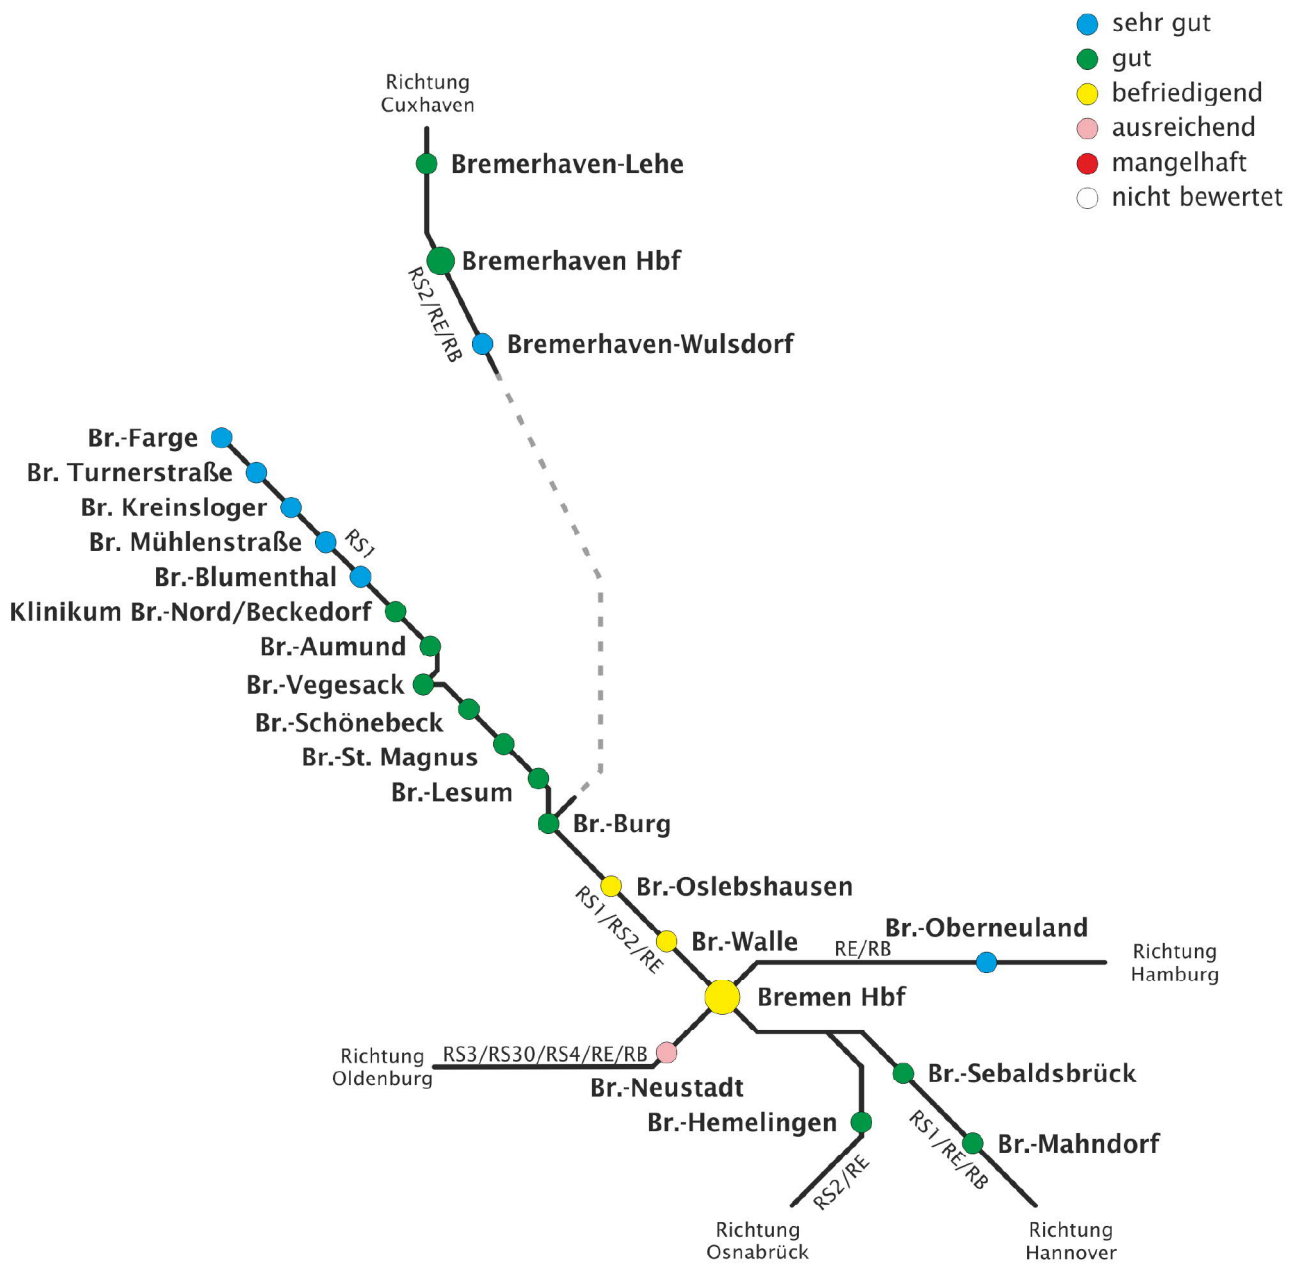 sehr gut
gut
befriedigend
ausreichend
mangelhaft
nicht bewertet
Richtung
Cuxhaven
Bremerhaven-Lehe
Bremerhaven Hbf
RS2/RE/RB
Bremerhaven-Wulsdorf
Br.-Farge
Br. Turnerstraße
Br. Kreinsloger
Br. Mühlenstraße
RS1
Br.-Blumenthal
Klinikum Br.-Nord/Beckedorf
Br.-Aumund
Br.-Vegesack
Br.-Schönebeck
Br.-St. Magnus
Br.-Lesum
Br.-Burg
Br.-Oslebshausen
RS1/RS2/RE
Br.-Walle
Br.-Oberneuland
RE/RB
Richtung
Hamburg
Bremen Hbf
Richtung
Oldenburg
RS3/RS30/RS4/RE/RB
Br.-Neustadt
Br.-Sebaldsbrück
Br.-Hemelingen
Br.-Mahndorf
RS1/RE/RB
RS2/RE
Richtung
Osnabrück
Richtung
Hannover